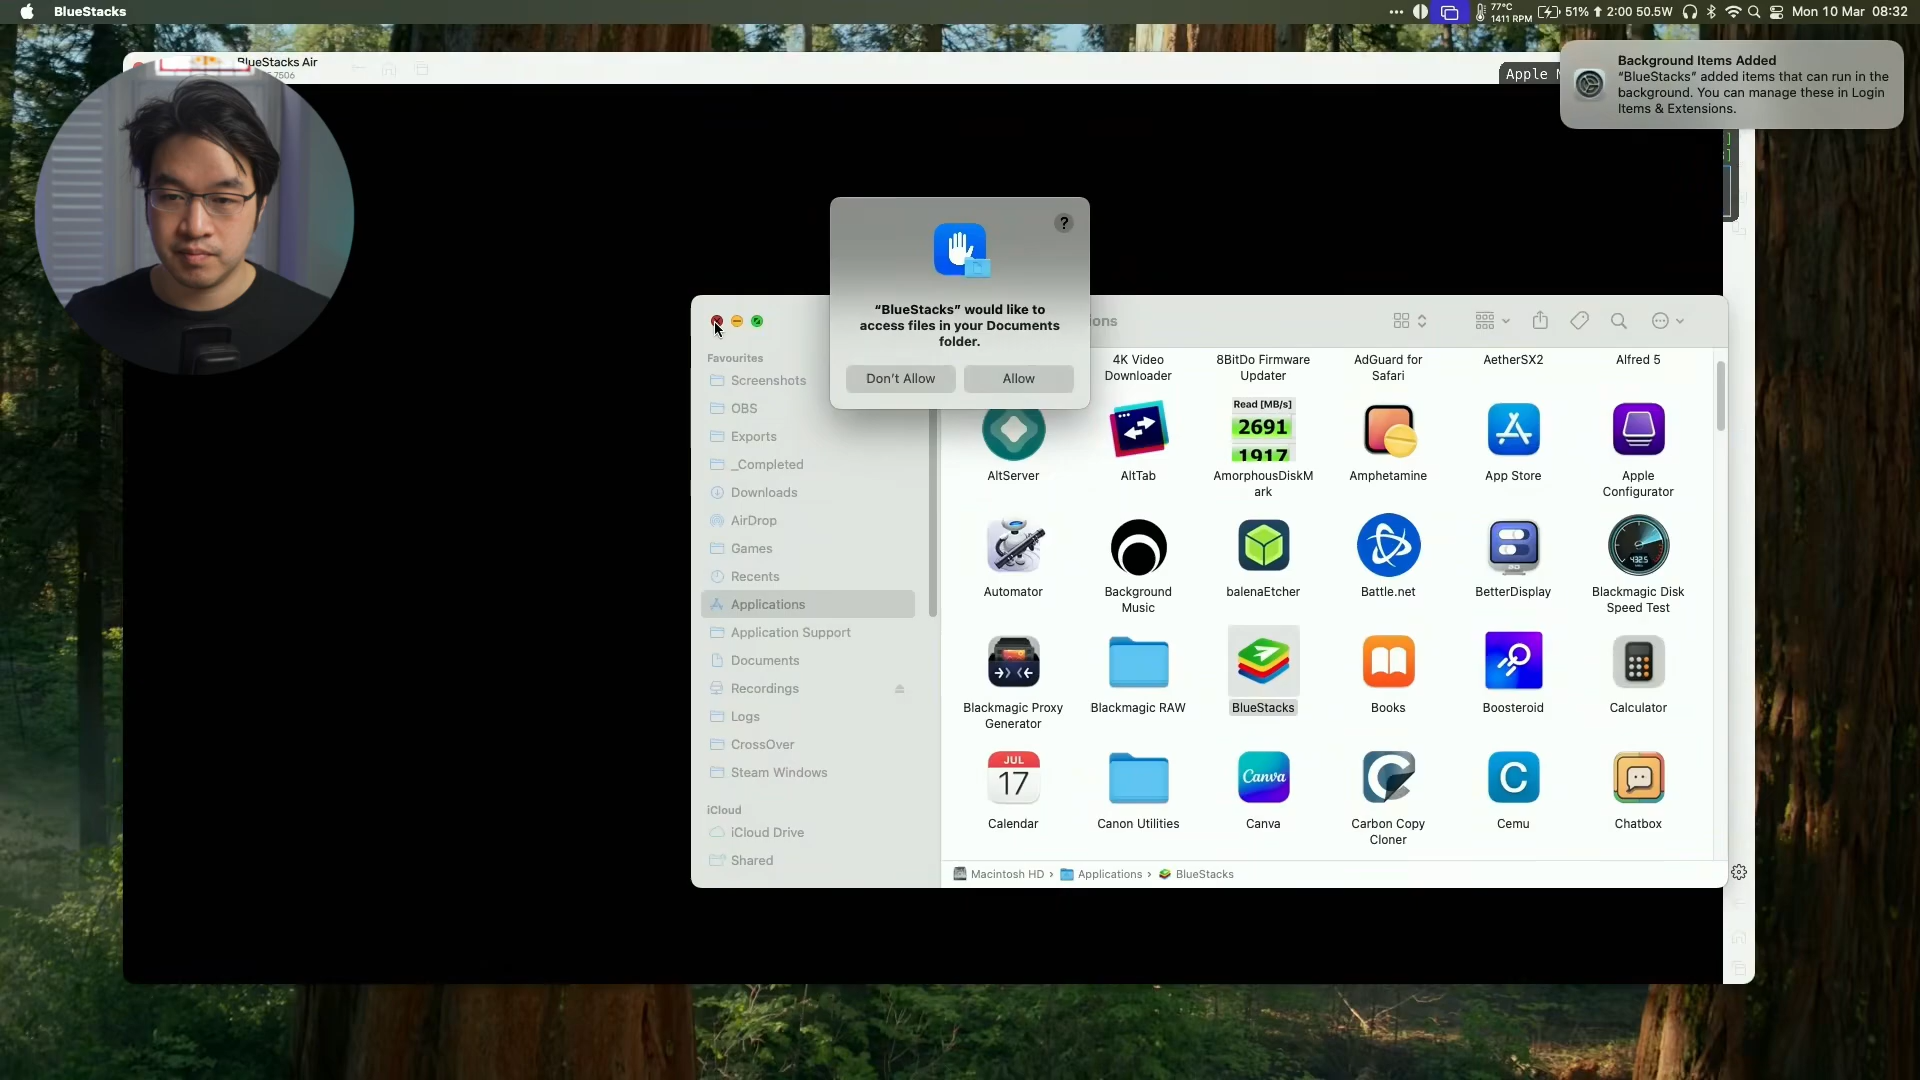 BlueStacks
77°C
1411 RPM
51%
2:00 50.5W
Mon 10 Mar 08:32
BlueStacks Air
7506
Apple
Background Items Added
“BlueStacks” added items that can run in the
background. You can manage these in Login
Items & Extensions.
?
“BlueStacks” would like to
access files in your Documents
folder.
Don’t Allow
Allow
ions
Favourites
Screenshots
OBS
Exports
_Completed
Downloads
AirDrop
Games
Recents
Applications
Application Support
Documents
Recordings
Logs
CrossOver
Steam Windows
iCloud
iCloud Drive
Shared
4K Video
Downloader
8BitDo Firmware
Updater
AdGuard for
Safari
AetherSX2
Alfred 5
Read [MB/s]
2691
1917
AltServer
AltTab
AmorphousDiskM
ark
Amphetamine
App Store
Apple
Configurator
432.5
Automator
Background
Music
balenaEtcher
Battle.net
BetterDisplay
Blackmagic Disk
Speed Test
Blackmagic Proxy
Generator
Blackmagic RAW
BlueStacks
Books
Boosteroid
Calculator
JUL
17
Canva
C
Calendar
Canon Utilities
Canva
Carbon Copy
Cloner
Cemu
Chatbox
Macintosh HD › Applications › BlueStacks